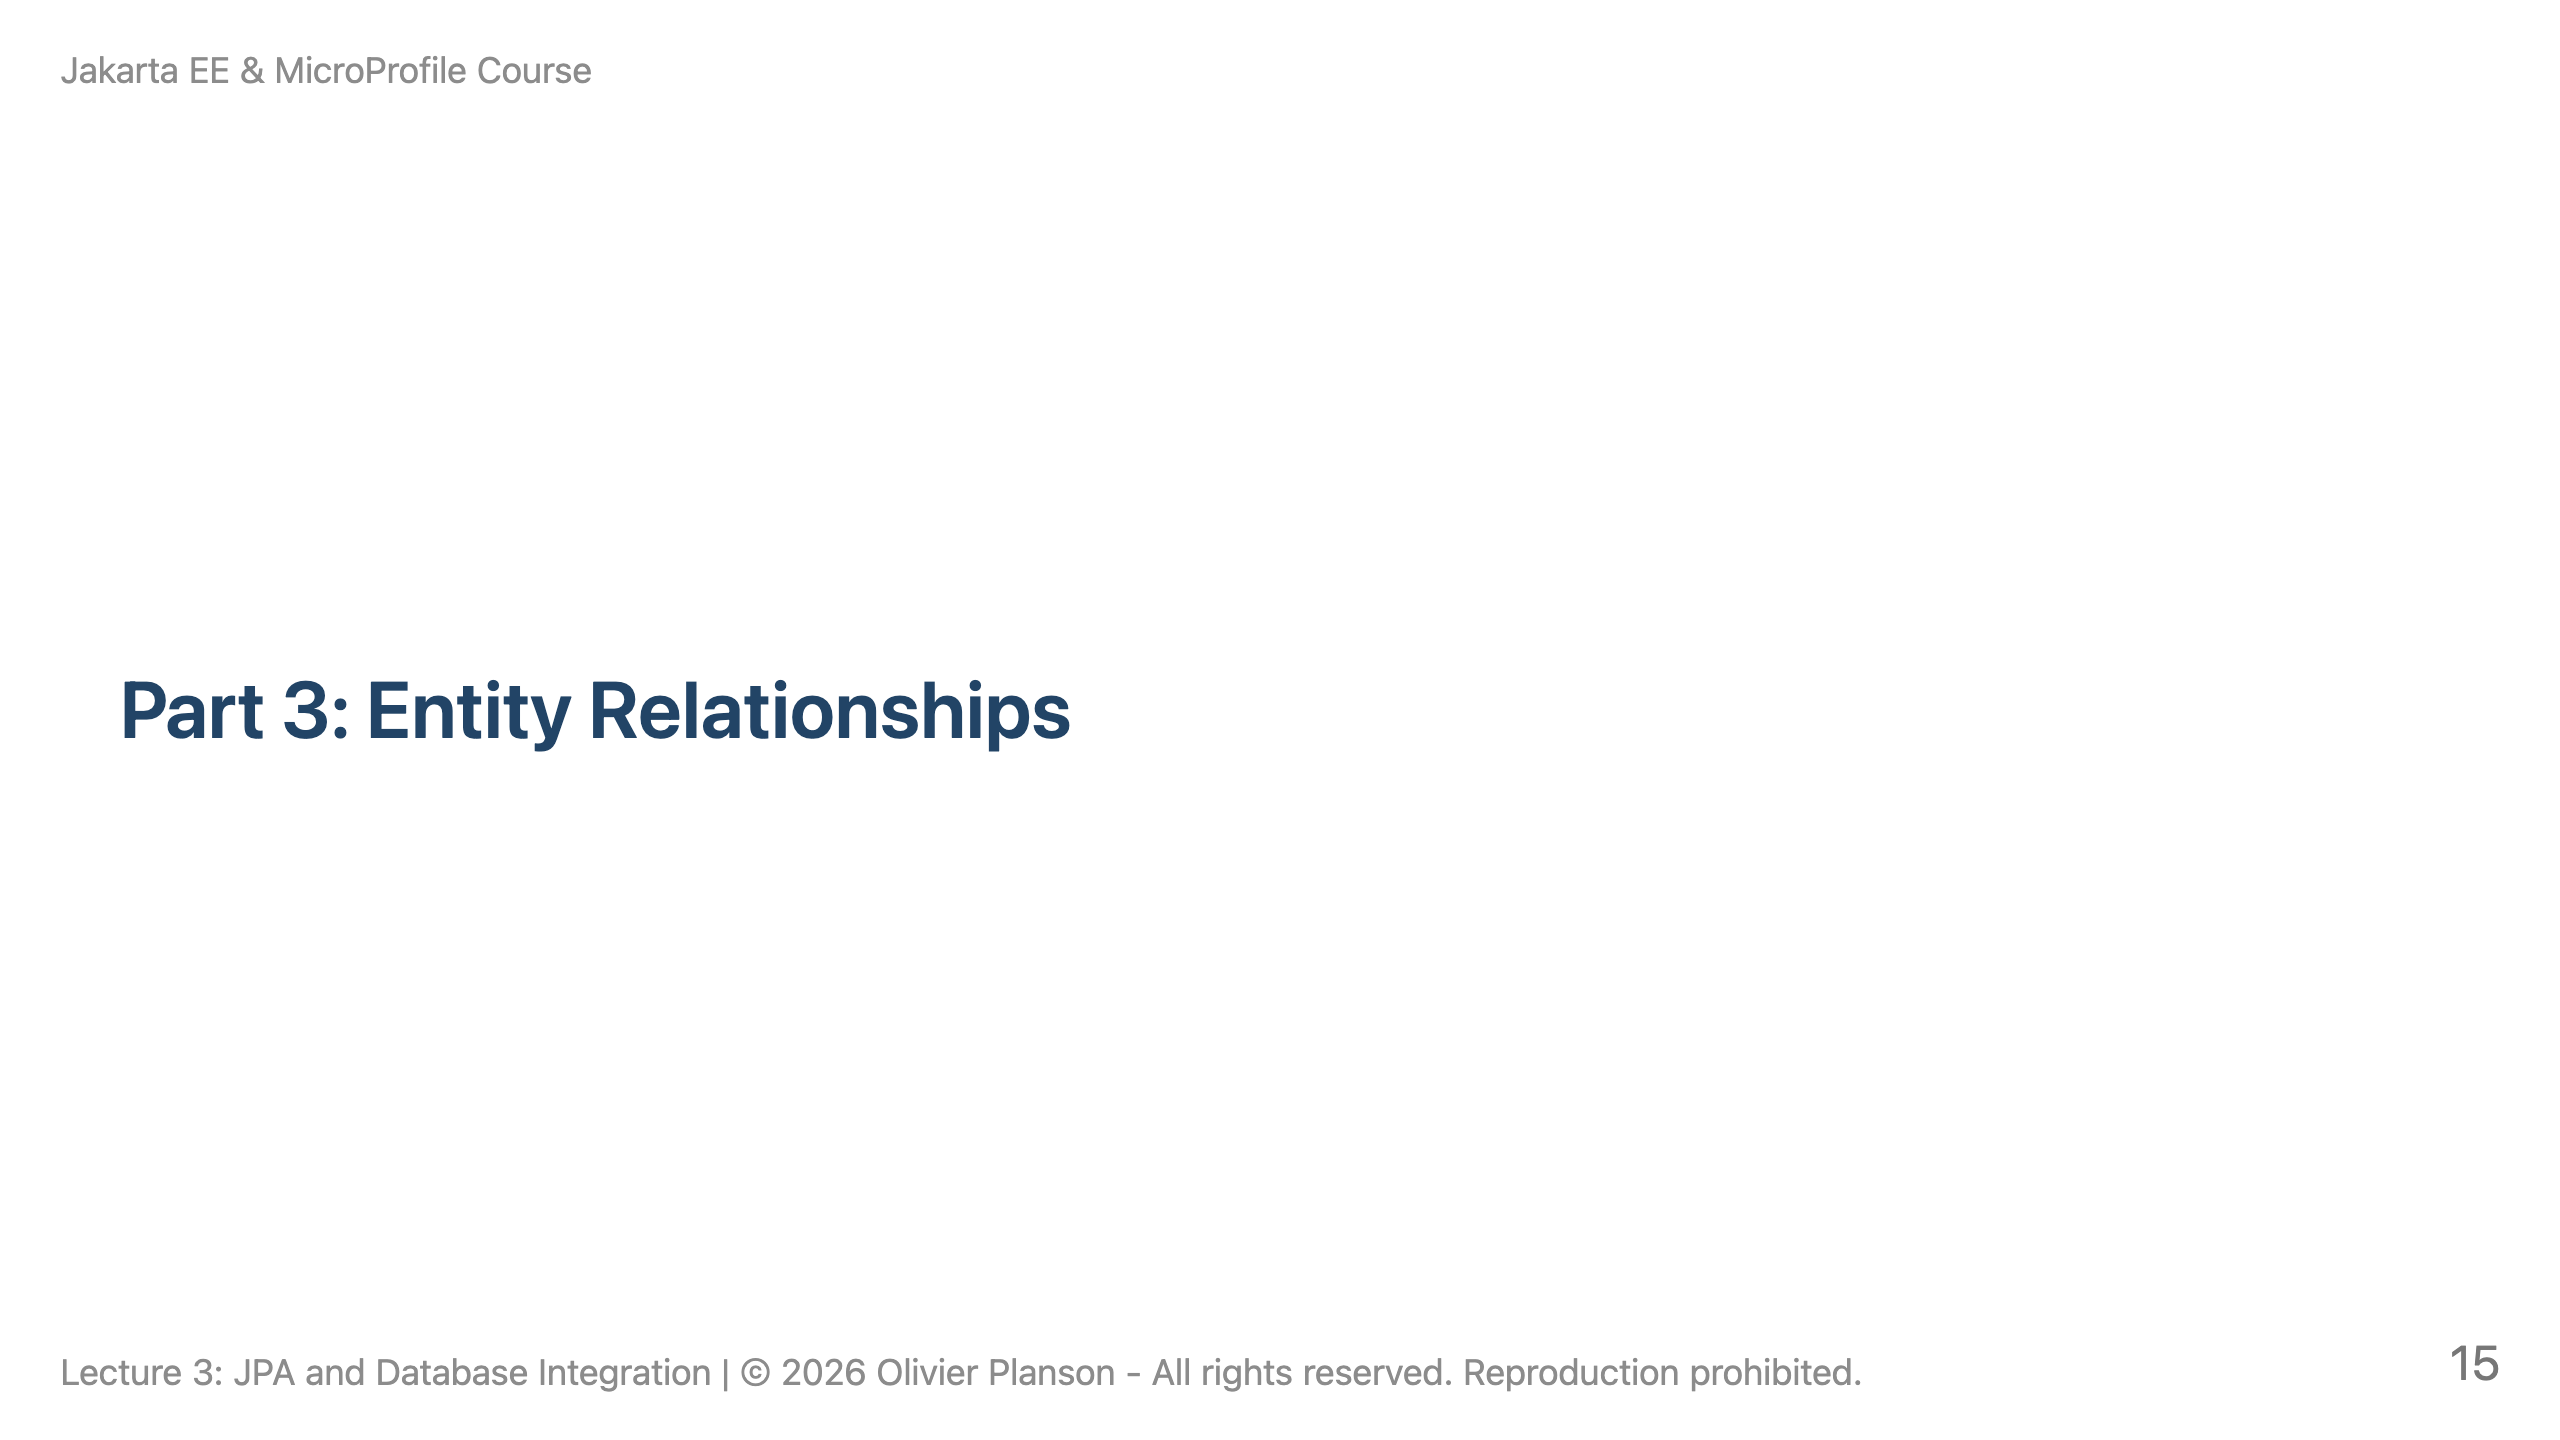 Jakarta EE & MicroProfile Course
Part 3: Entity Relationships
Lecture 3: JPA and Database Integration | © 2026 Olivier Planson - All rights reserved. Reproduction prohibited.
15